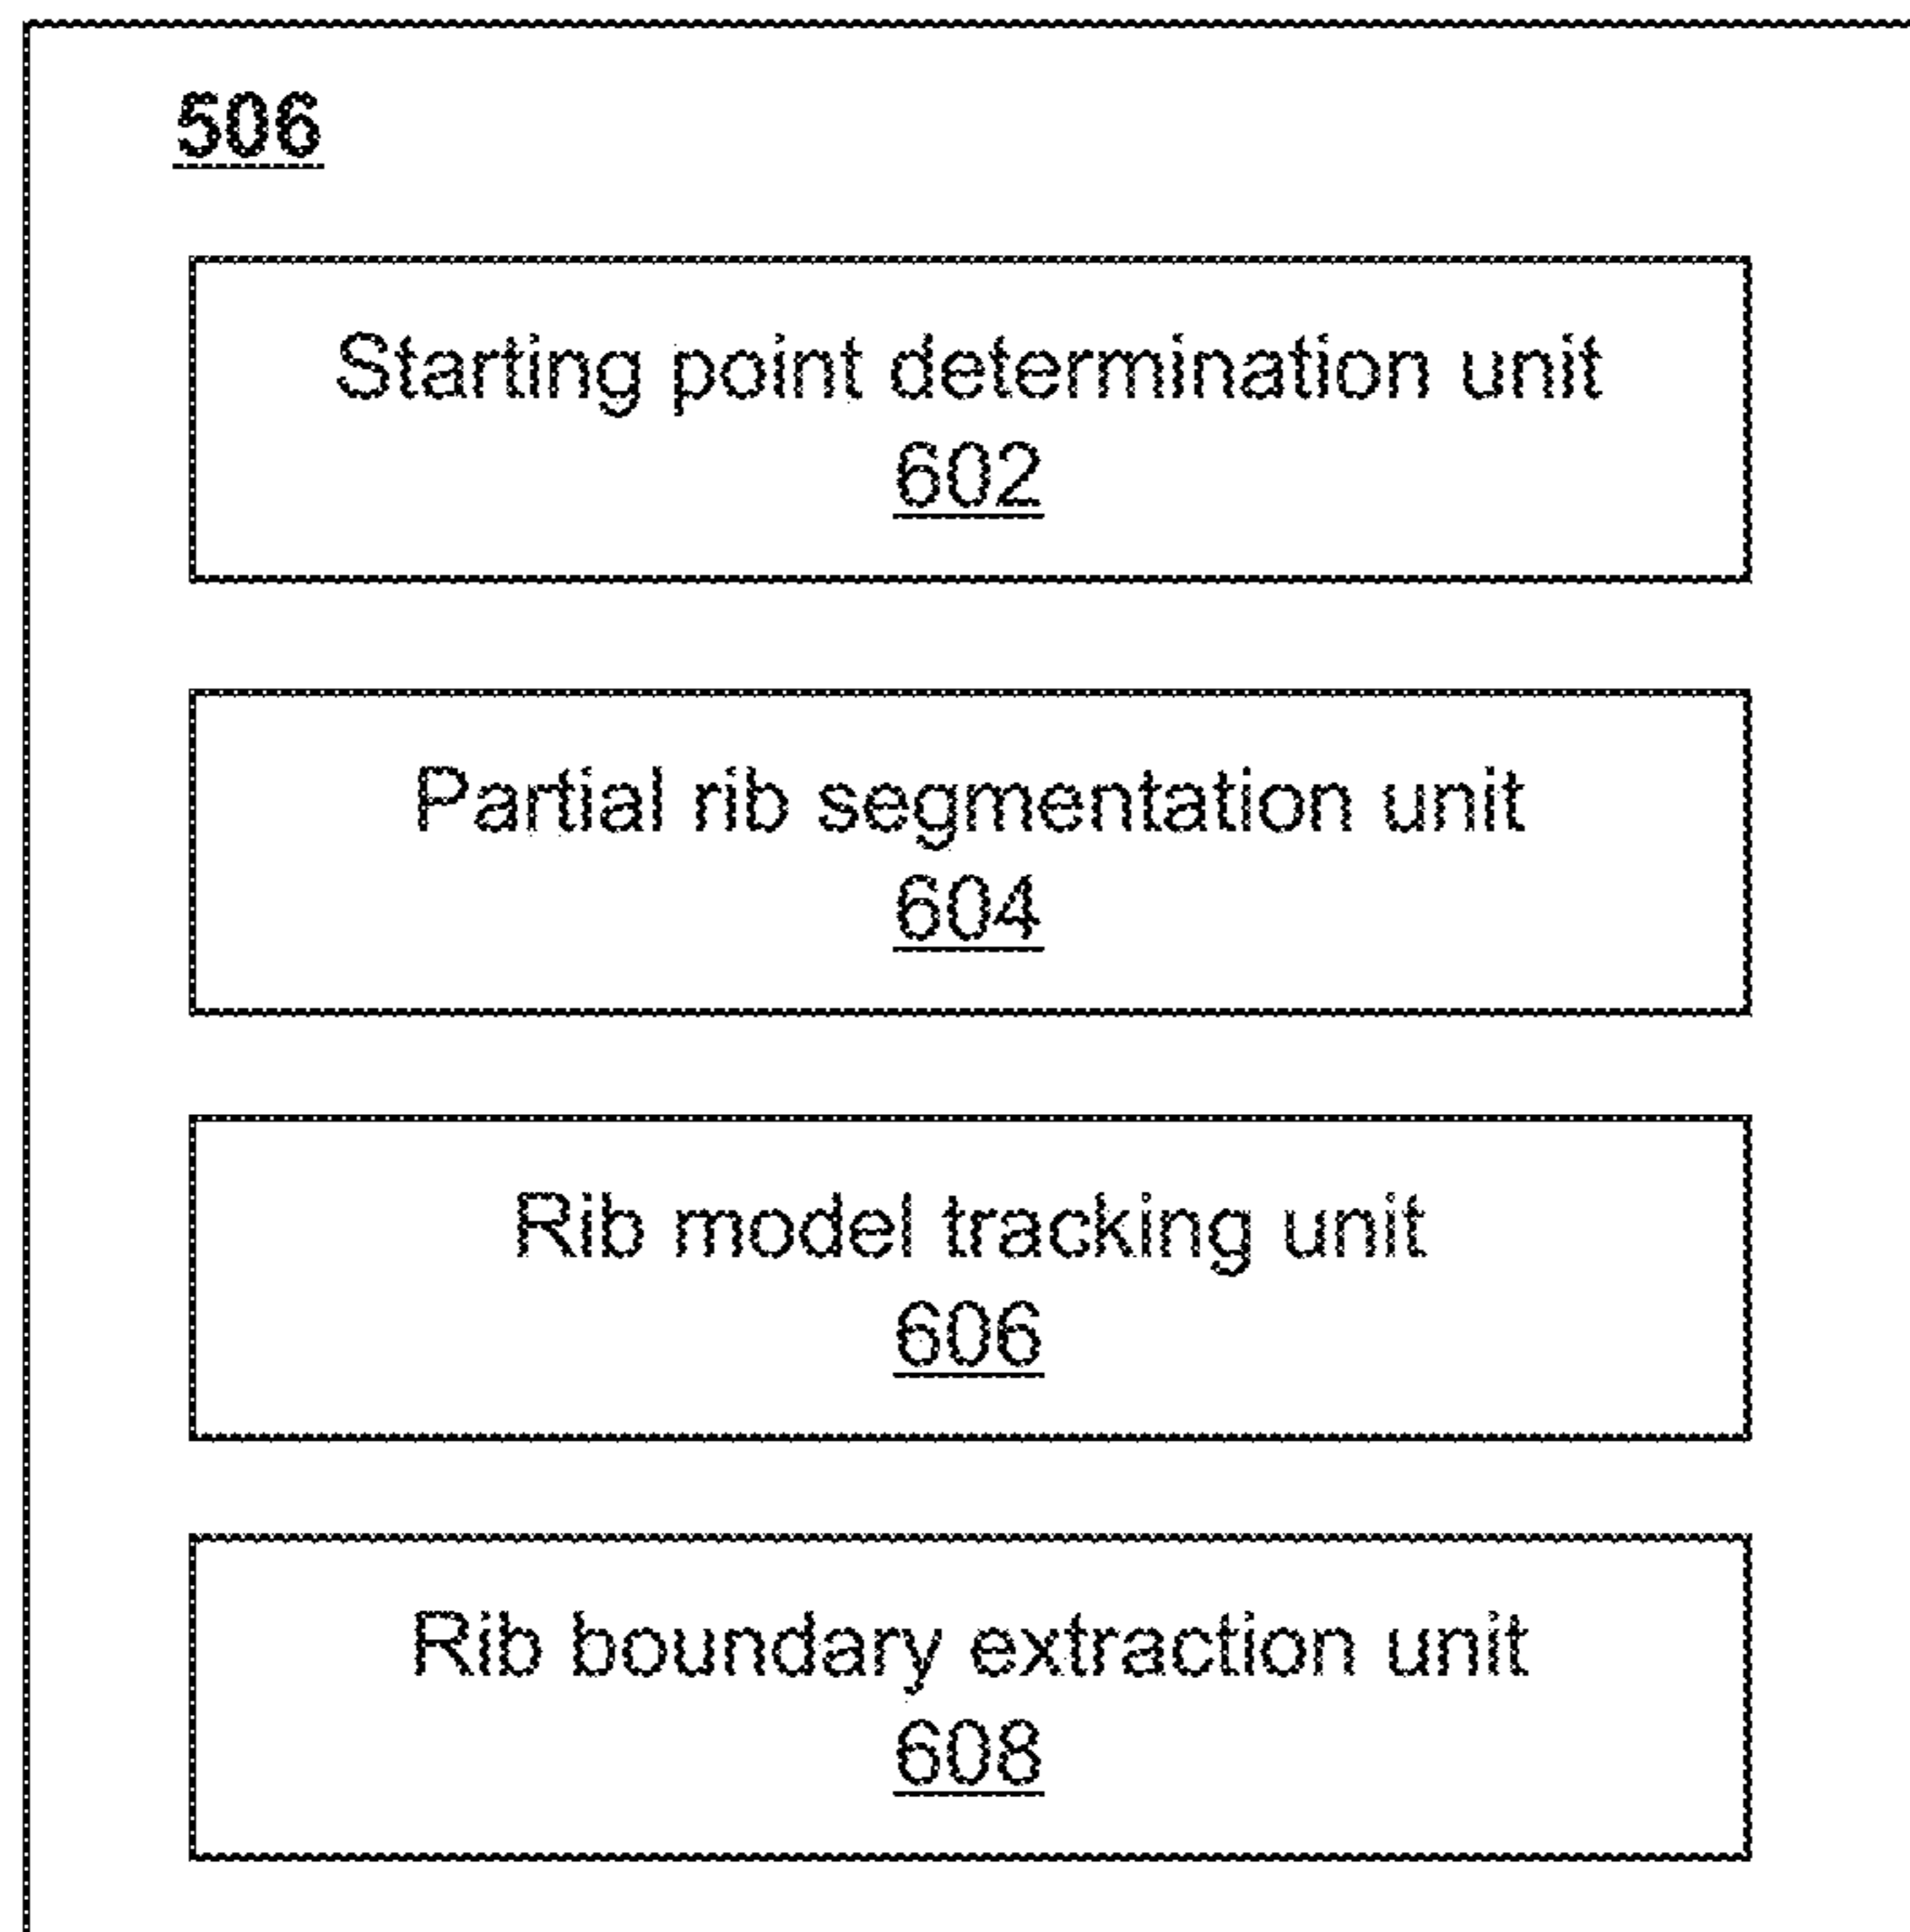 506
Starting point determination unit
602
Partial rib segmentation unit
604
Rib model tracking unit
606
Rib boundary extraction unit
608